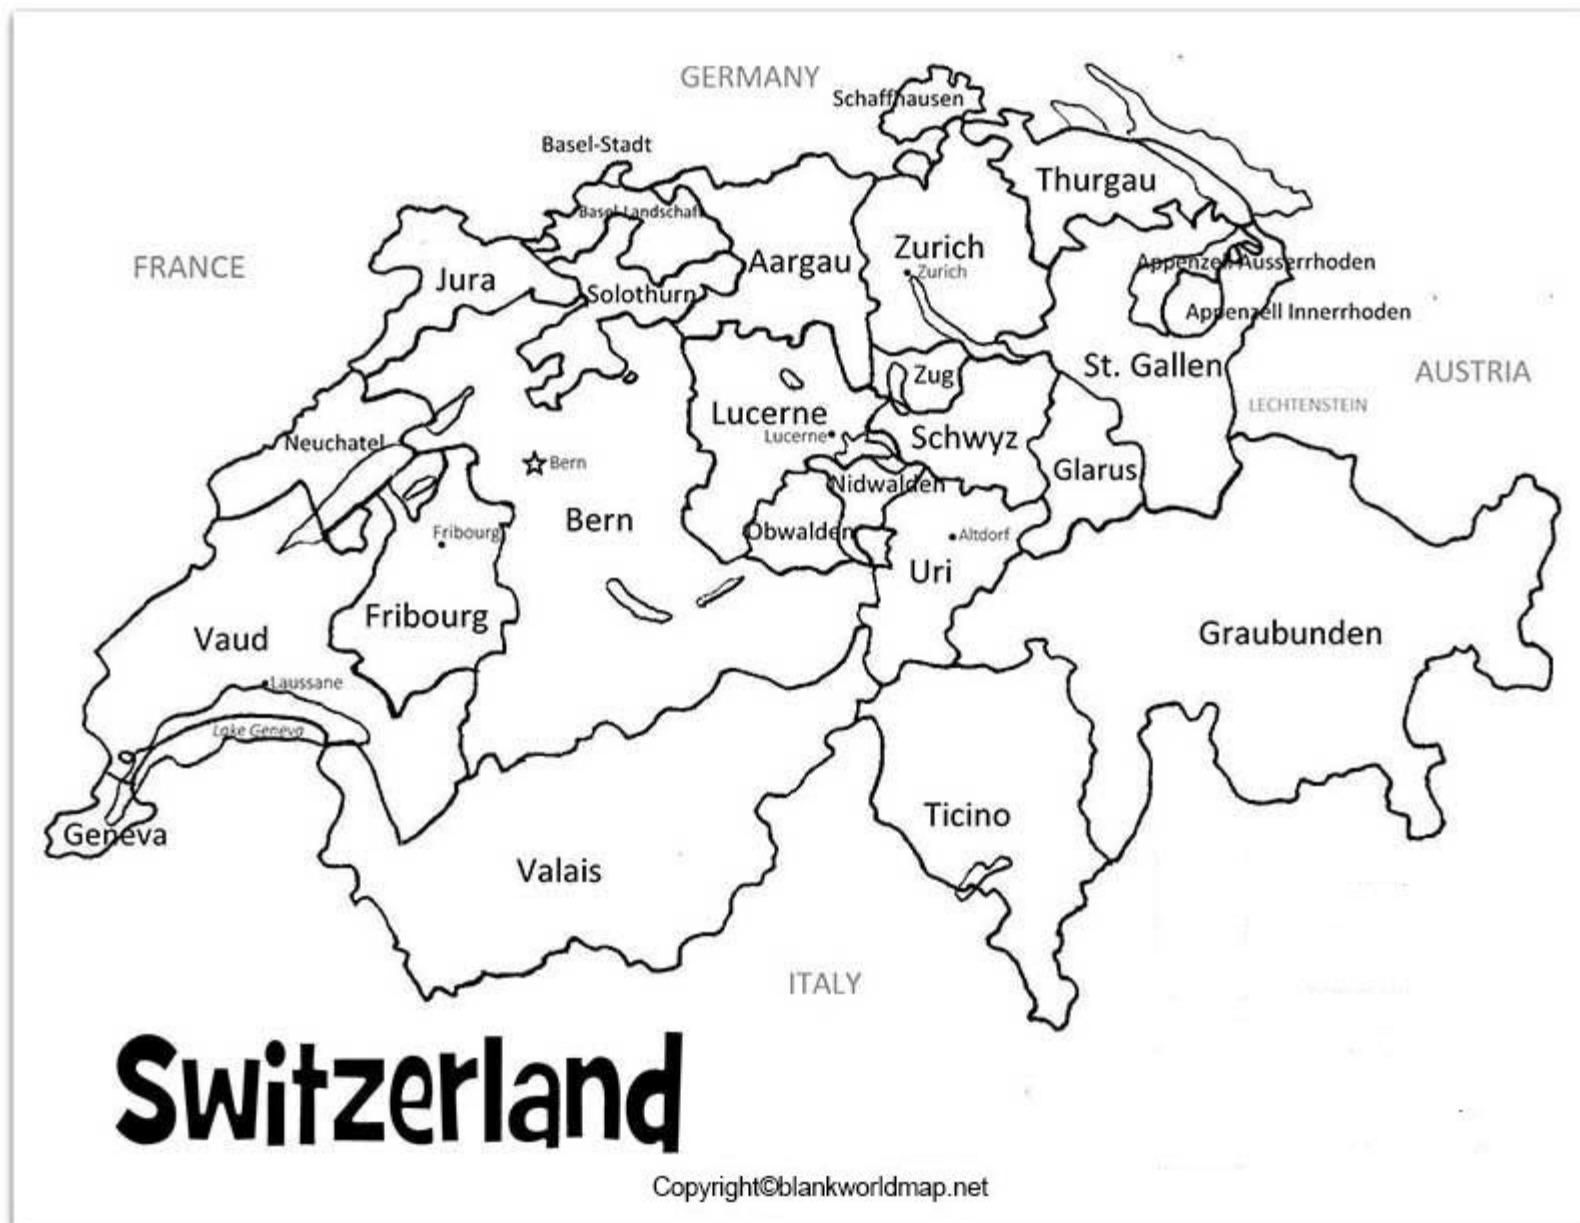 GERMANY
Schaffhausen
Basel-Stadt
Thurgau
Basel-Landschaft
Zurich
Aargau
FRANCE
Zurich
Appenzell Ausserrhoden
Jura
Solothurn
Appenzell Innerrhoden
St. Gallen
AUSTRIA
Zug
LECHTENSTEIN
Lucerne
Lucerne
Schwyz
Neuchatel
Bern
Glarus
Nidwalden
Bern
Fribourg
Obwalden
Altdorf
Uri
Fribourg
Vaud
Graubunden
Laussane
Lake Geneva
Geneva
Ticino
Valais
ITALY
Switzerland
Copyright©blankworldmap.net